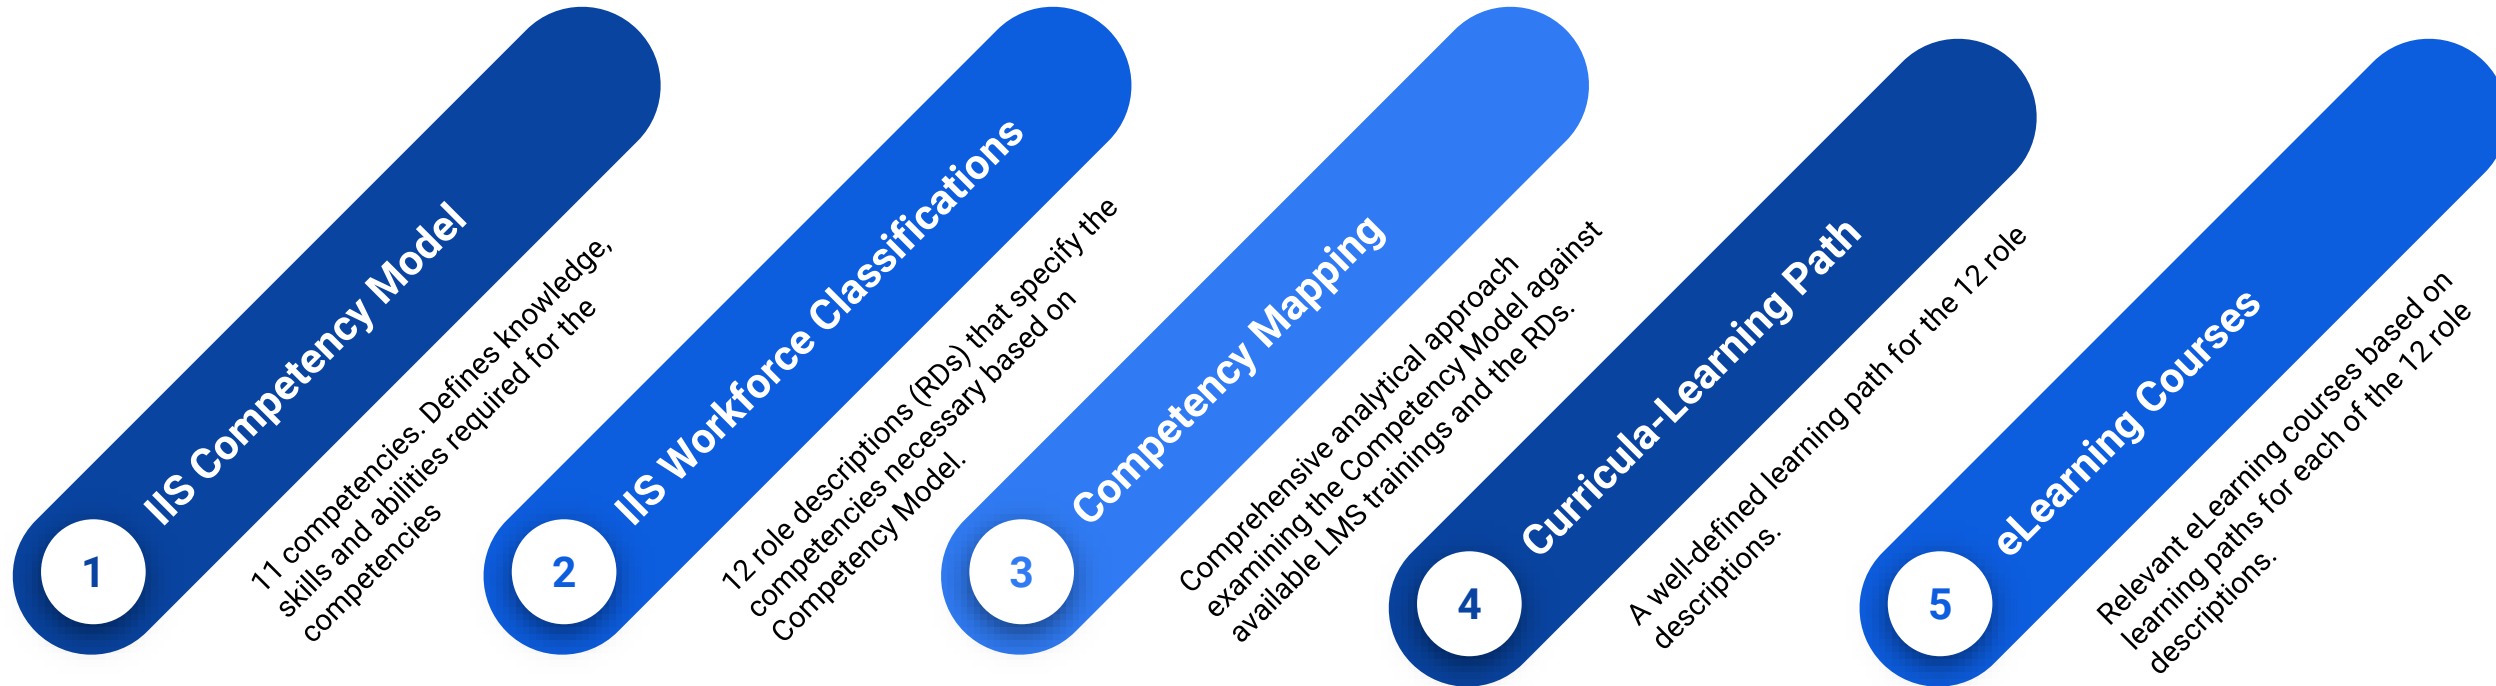 1
IIIS Competency Model
11 competencies. Defines knowledge,
skills and abilities required for the
competencies
2
IIIS Workforce Classifications
12 role descriptions (RDs) that specify the
competencies necessary based on
Competency Model.
3
Competency Mapping
Comprehensive analytical approach
examining the Competency Model against
available LMS trainings and the RDs.
4
Curricula-Learning Path
A well-defined learning path for the 12 role
descriptions.
5
eLearning Courses
Relevant eLearning courses based on
learning paths for each of the 12 role
descriptions.